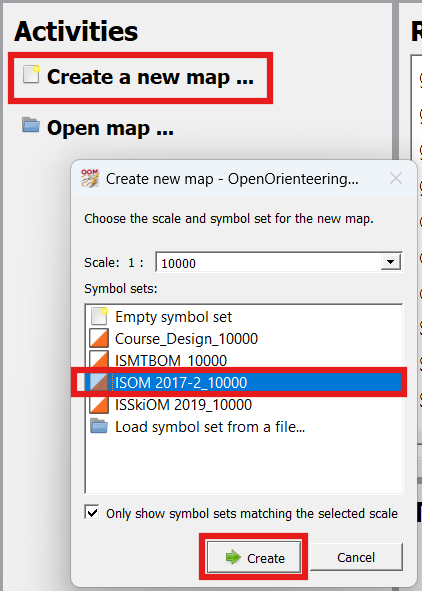 Activities
Create a new map ...
Open map ...
OOM
Create new map - OpenOrienteering...
Choose the scale and symbol set for the new map.
Scale: 1 : 10000
Symbol sets:
Empty symbol set
Course_Design_10000
ISMTBOM_10000
ISOM 2017-2_10000
ISSkiOM 2019_10000
Load symbol set from a file...
Only show symbol sets matching the selected scale
Create
Cancel